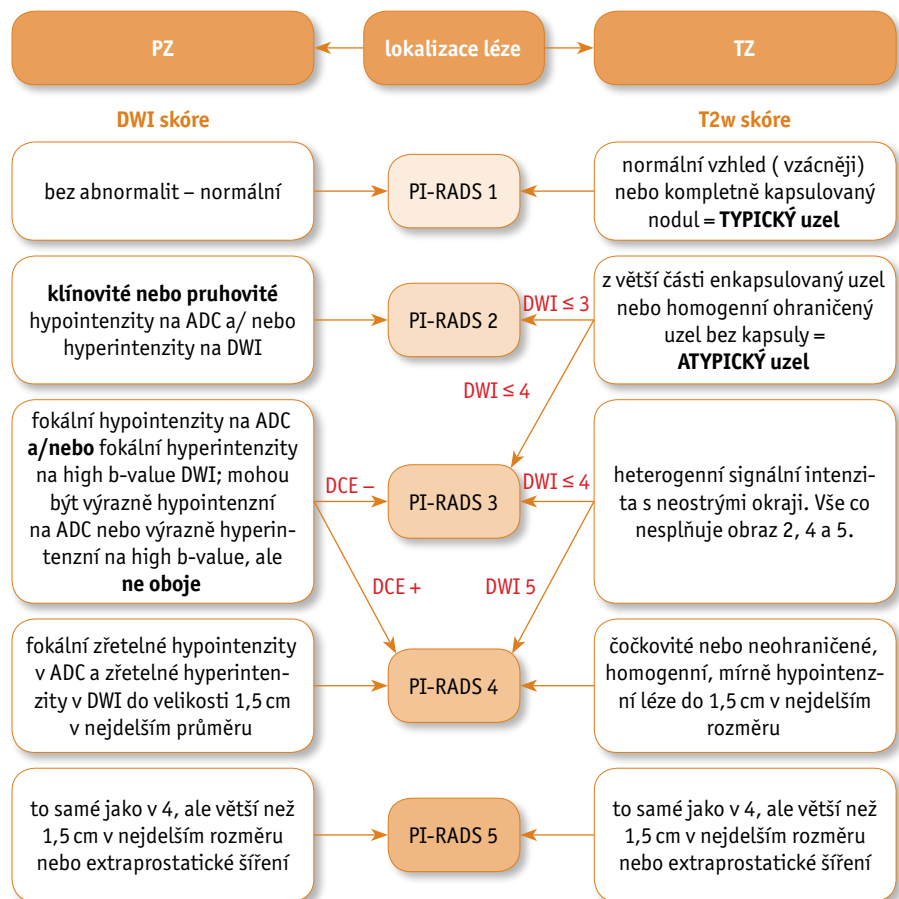 PZ
lokalizace léze
TZ
DWI skóre
T2w skóre
bez abnormalit – normální
PI-RADS 1
normální vzhled ( vzácněji)
nebo kompletně kapsulovaný
nodul = TYPICKÝ uzel
klínovité nebo pruhovité
hypointenzity na ADC a/ nebo
hyperintenzity na DWI
PI-RADS 2
DWI ≤ 3
z větší části enkapsulovaný uzel
nebo homogenní ohraničený
uzel bez kapsuly =
ATYPICKÝ uzel
DWI ≤ 4
fokální hypointenzity na ADC
a/nebo fokální hyperintenzity
na high b-value DWI; mohou
být výrazně hypointenzní
na ADC nebo výrazně hyperin-
tenzní na high b-value, ale
ne oboje
DCE –
PI-RADS 3
DWI ≤ 4
heterogenní signální intenzi-
ta s neostrými okraji. Vše co
nesplňuje obraz 2, 4 a 5.
DCE +
DWI 5
fokální zřetelné hypointenzity
v ADC a zřetelné hyperinten-
zity v DWI do velikosti 1,5 cm
v nejdelším průměru
PI-RADS 4
čočkovité nebo neohraničené,
homogenní, mírně hypointenz-
ní léze do 1,5 cm v nejdelším
rozměru
to samé jako v 4, ale větší než
1,5 cm v nejdelším rozměru
nebo extraprostatické šíření
PI-RADS 5
to samé jako v 4, ale větší než
1,5 cm v nejdelším rozměru
nebo extraprostatické šíření